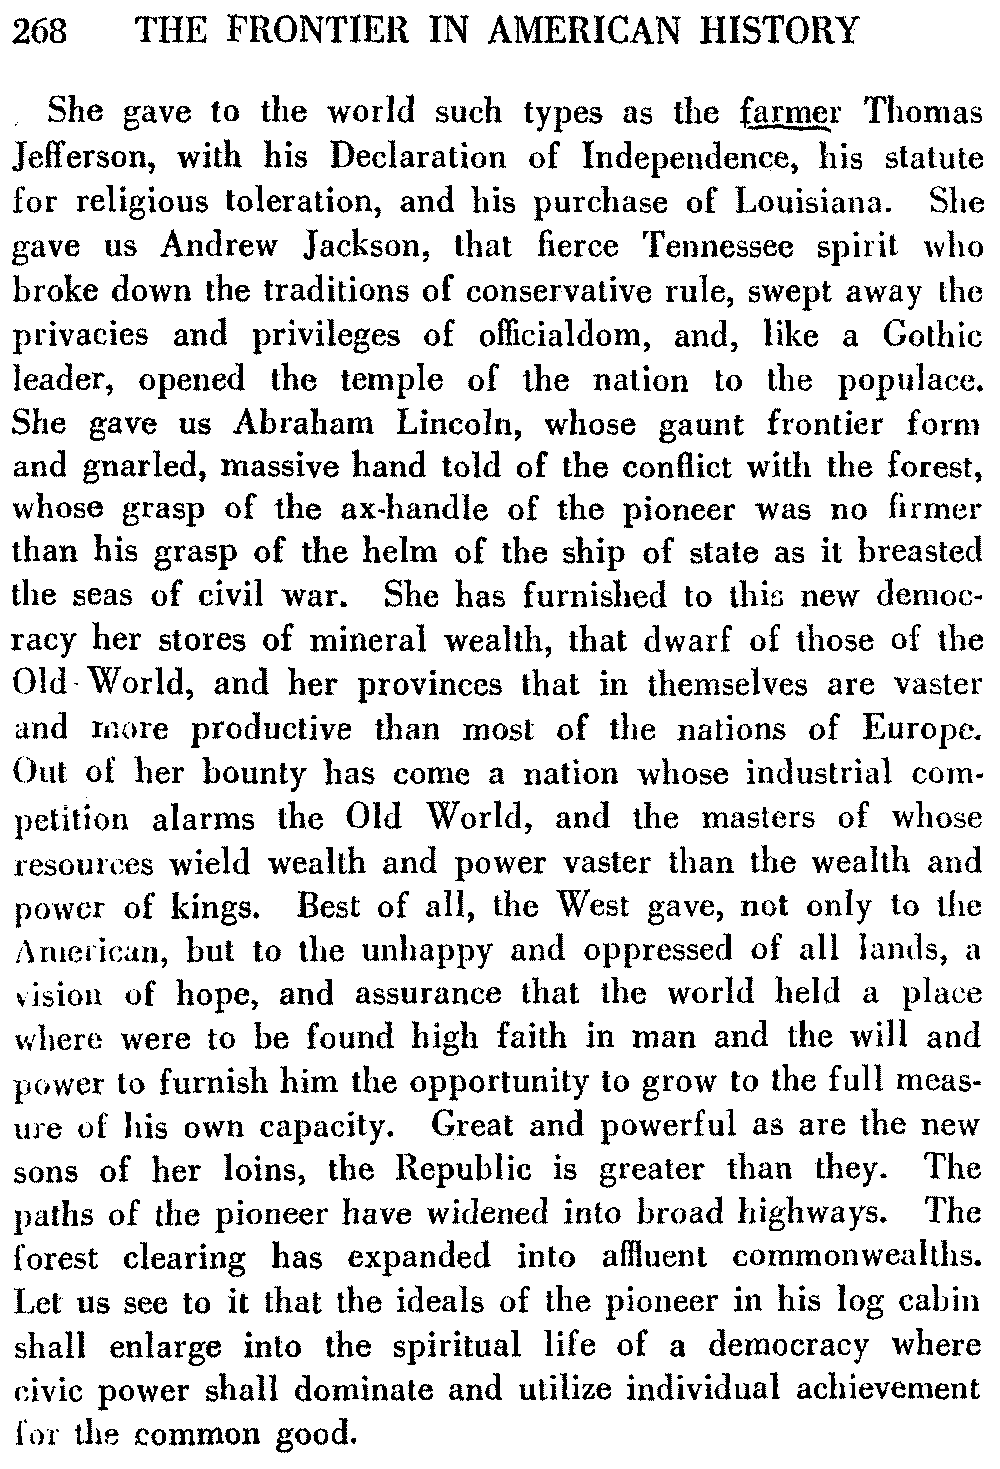 268 THE FRONTIER IN AMERICAN HISTORY
She gave to the world such types as the farmer Thomas
Jefferson, with his Declaration of Independence, his statute
for religious toleration, and his purchase of Louisiana. She
gave us Andrew Jackson, that fierce Tennessee spirit who
broke down the traditions of conservative rule, swept away the
privacies and privileges of officialdom, and, like a Gothic
leader, opened the temple of the nation to the populace.
She gave us Abraham Lincoln, whose gaunt frontier form
and gnarled, massive hand told of the conflict with the forest,
whose grasp of the ax-handle of the pioneer was no firmer
than his grasp of the helm of the ship of state as it breasted
the seas of civil war. She has furnished to this new democ-
racy her stores of mineral wealth, that dwarf of those of the
Old World, and her provinces that in themselves are vaster
and more productive than most of the nations of Europe.
Out of her bounty has come a nation whose industrial com-
petition alarms the Old World, and the masters of whose
resources wield wealth and power vaster than the wealth and
power of kings. Best of all, the West gave, not only to the
American, but to the unhappy and oppressed of all lands, a
vision of hope, and assurance that the world held a place
where were to be found high faith in man and the will and
power to furnish him the opportunity to grow to the full meas-
ure of his own capacity. Great and powerful as are the new
sons of her loins, the Republic is greater than they. The
paths of the pioneer have widened into broad highways. The
forest clearing has expanded into affluent commonwealths.
Let us see to it that the ideals of the pioneer in his log cabin
shall enlarge into the spiritual life of a democracy where
civic power shall dominate and utilize individual achievement
for the common good.